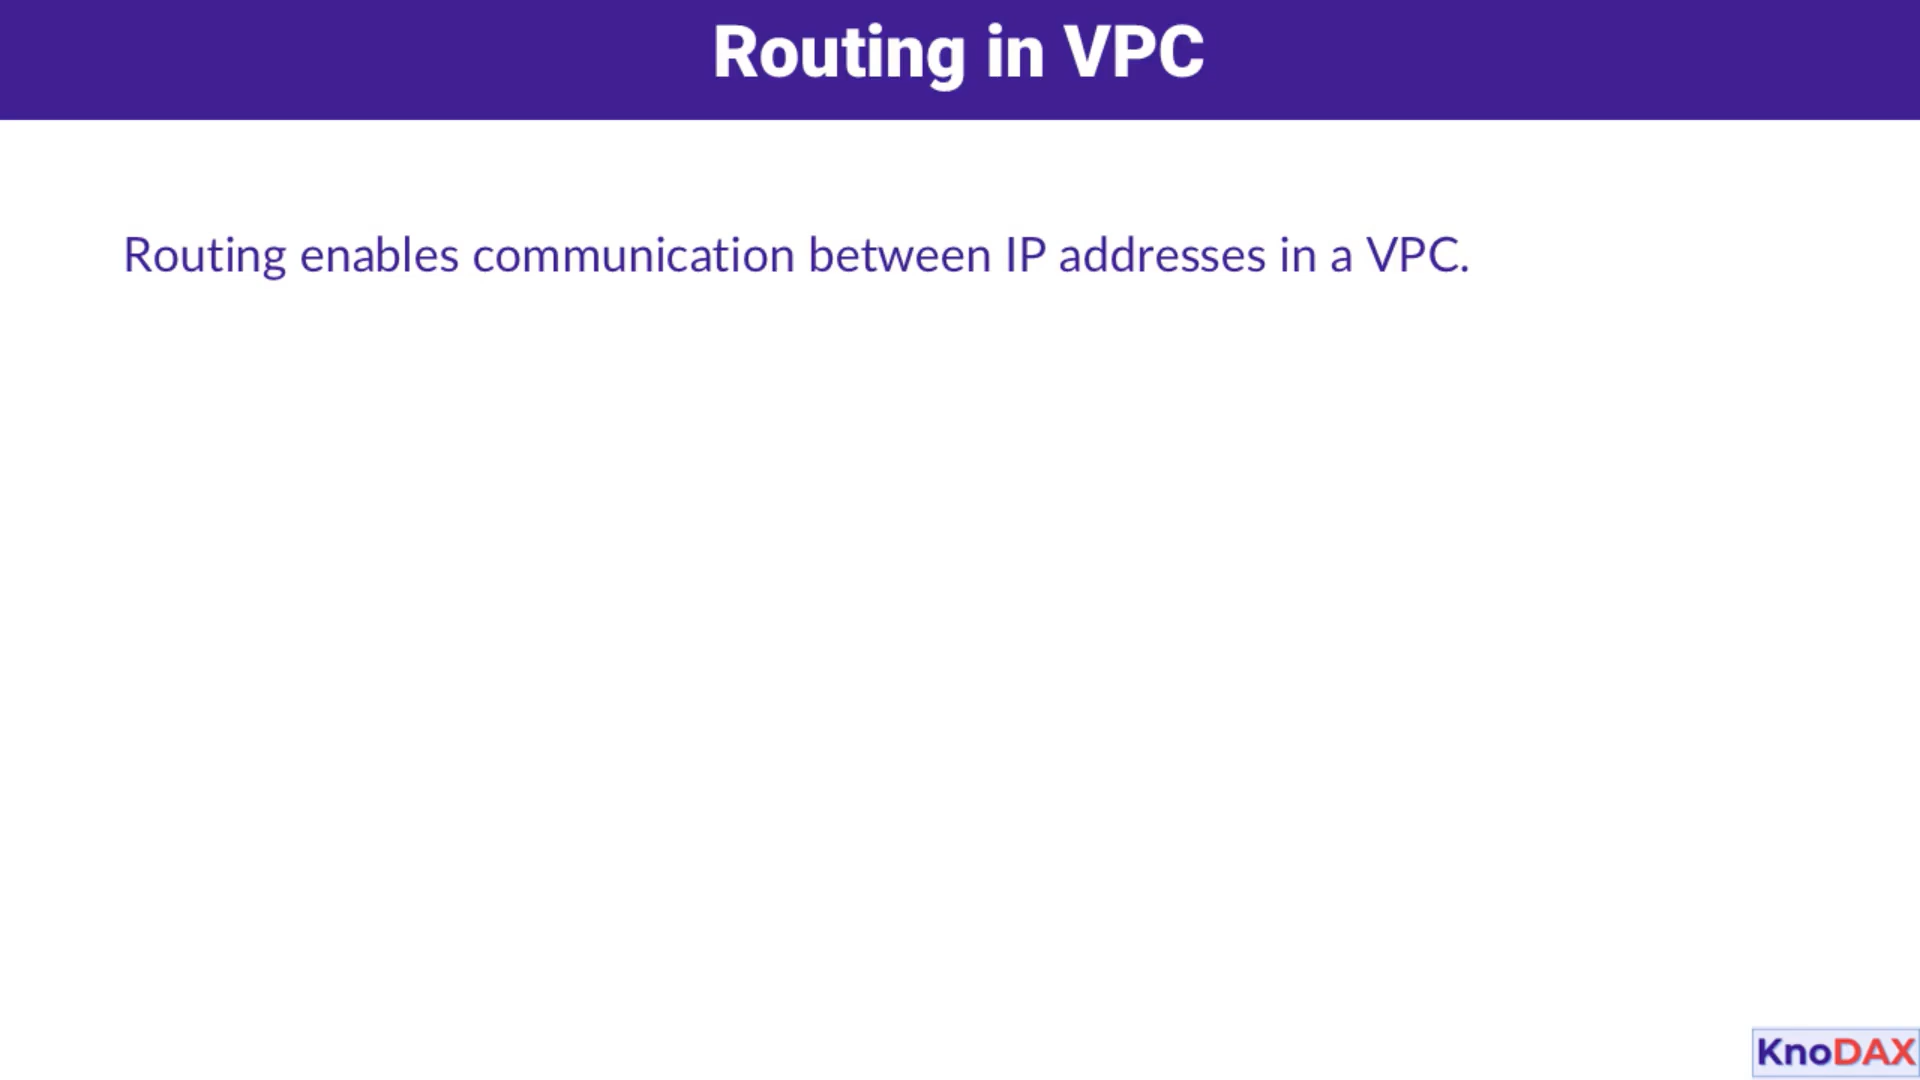 Routing in VPC
Routing enables communication between IP addresses in a VPC.
KnoDAX